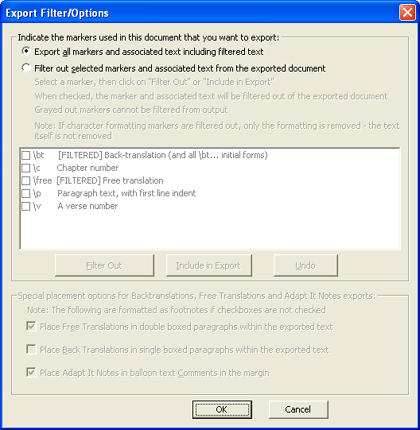 Export Filter/Options
Indicate the markers used in this document that you want to export:
Export all markers and associated text including filtered text
Filter out selected markers and associated text from the exported document
Select a marker, then click on "Filter Out" or "Include in Export"
When checked, the marker and associated text will be filtered out of the exported document
Grayed out markers cannot be filtered from output
Note: If character formatting markers are filtered out, only the formatting is removed - the text
itself is not removed
\bt [FILTERED] Back-translation (and all \bt... initial forms)
\c Chapter number
\free [FILTERED] Free translation
\p Paragraph text, with first line indent
\v A verse number
Filter Out Include in Export Undo
Special placement options for Backtranslations, Free Translations and Adapt It Notes exports:
Note: The following are formatted as footnotes if checkboxes are not checked
Place Free Translations in double boxed paragraphs within the exported text
Place Back Translations in single boxed paragraphs within the exported text
Place Adapt It Notes in balloon text Comments in the margin
OK Cancel